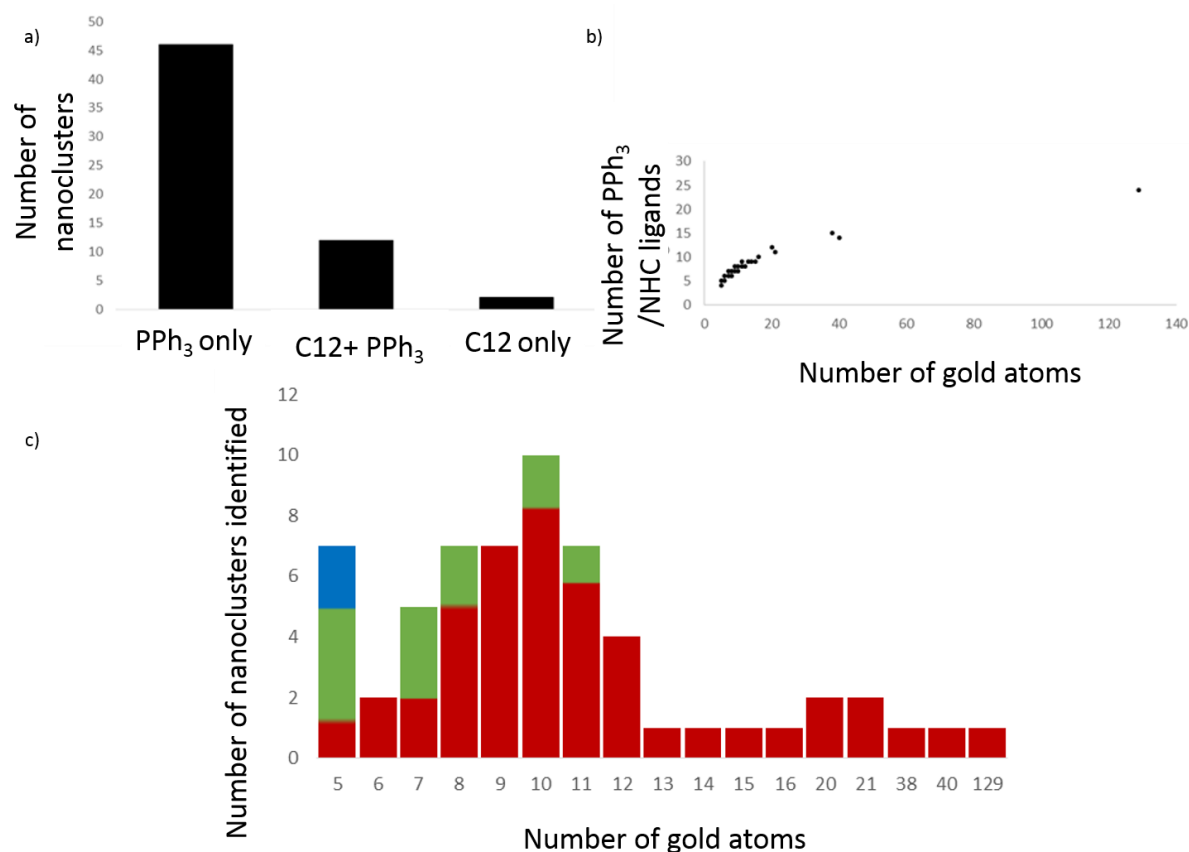 a)
Number of
nanoclusters
50
45
40
35
30
25
20
15
10
5
0
PPh₃ only
C12+ PPh₃
C12 only
b)
Number of PPh₃
/NHC ligands
30
25
20
15
10
5
0
0 20 40 60 80 100 120 140
Number of gold atoms
c)
Number of nanoclusters identified
12
10
8
6
4
2
0
5 6 7 8 9 10 11 12 13 14 15 16 20 21 38 40 129
Number of gold atoms